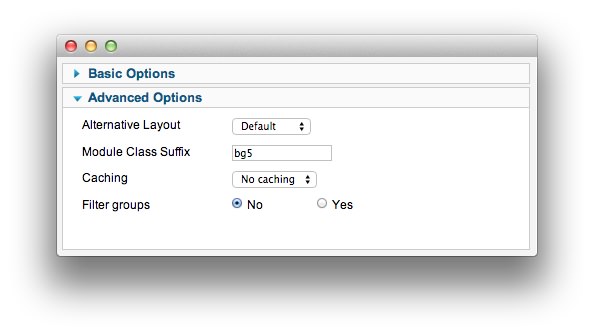 Basic Options
Advanced Options
Alternative Layout Default
Module Class Suffix bg5
Caching No caching
Filter groups No Yes